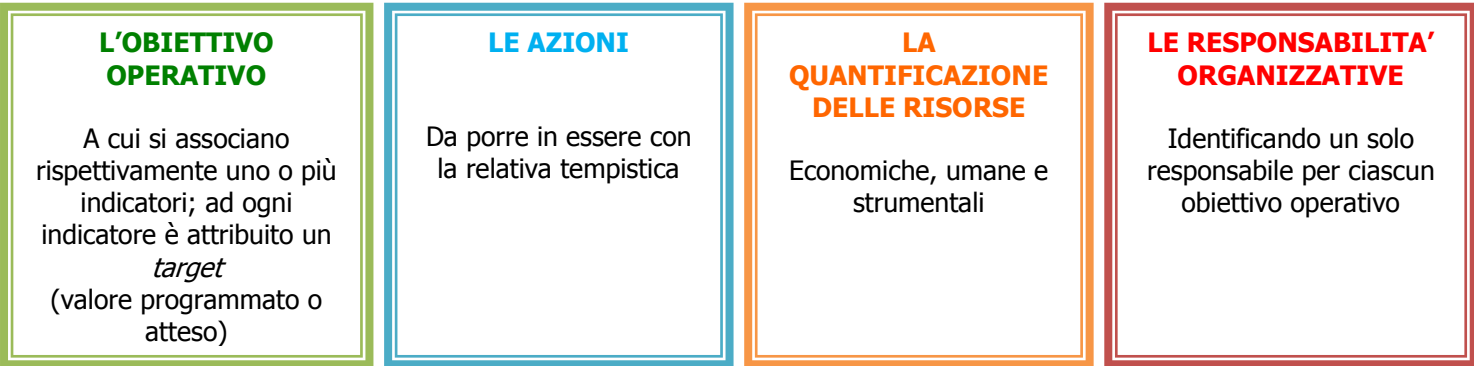 L’OBIETTIVO
OPERATIVO
A cui si associano
rispettivamente uno o più
indicatori; ad ogni
indicatore è attribuito un
target
(valore programmato o
atteso)
LE AZIONI
Da porre in essere con
la relativa tempistica
LA
QUANTIFICAZIONE
DELLE RISORSE
Economiche, umane e
strumentali
LE RESPONSABILITA’
ORGANIZZATIVE
Identificando un solo
responsabile per ciascun
obiettivo operativo